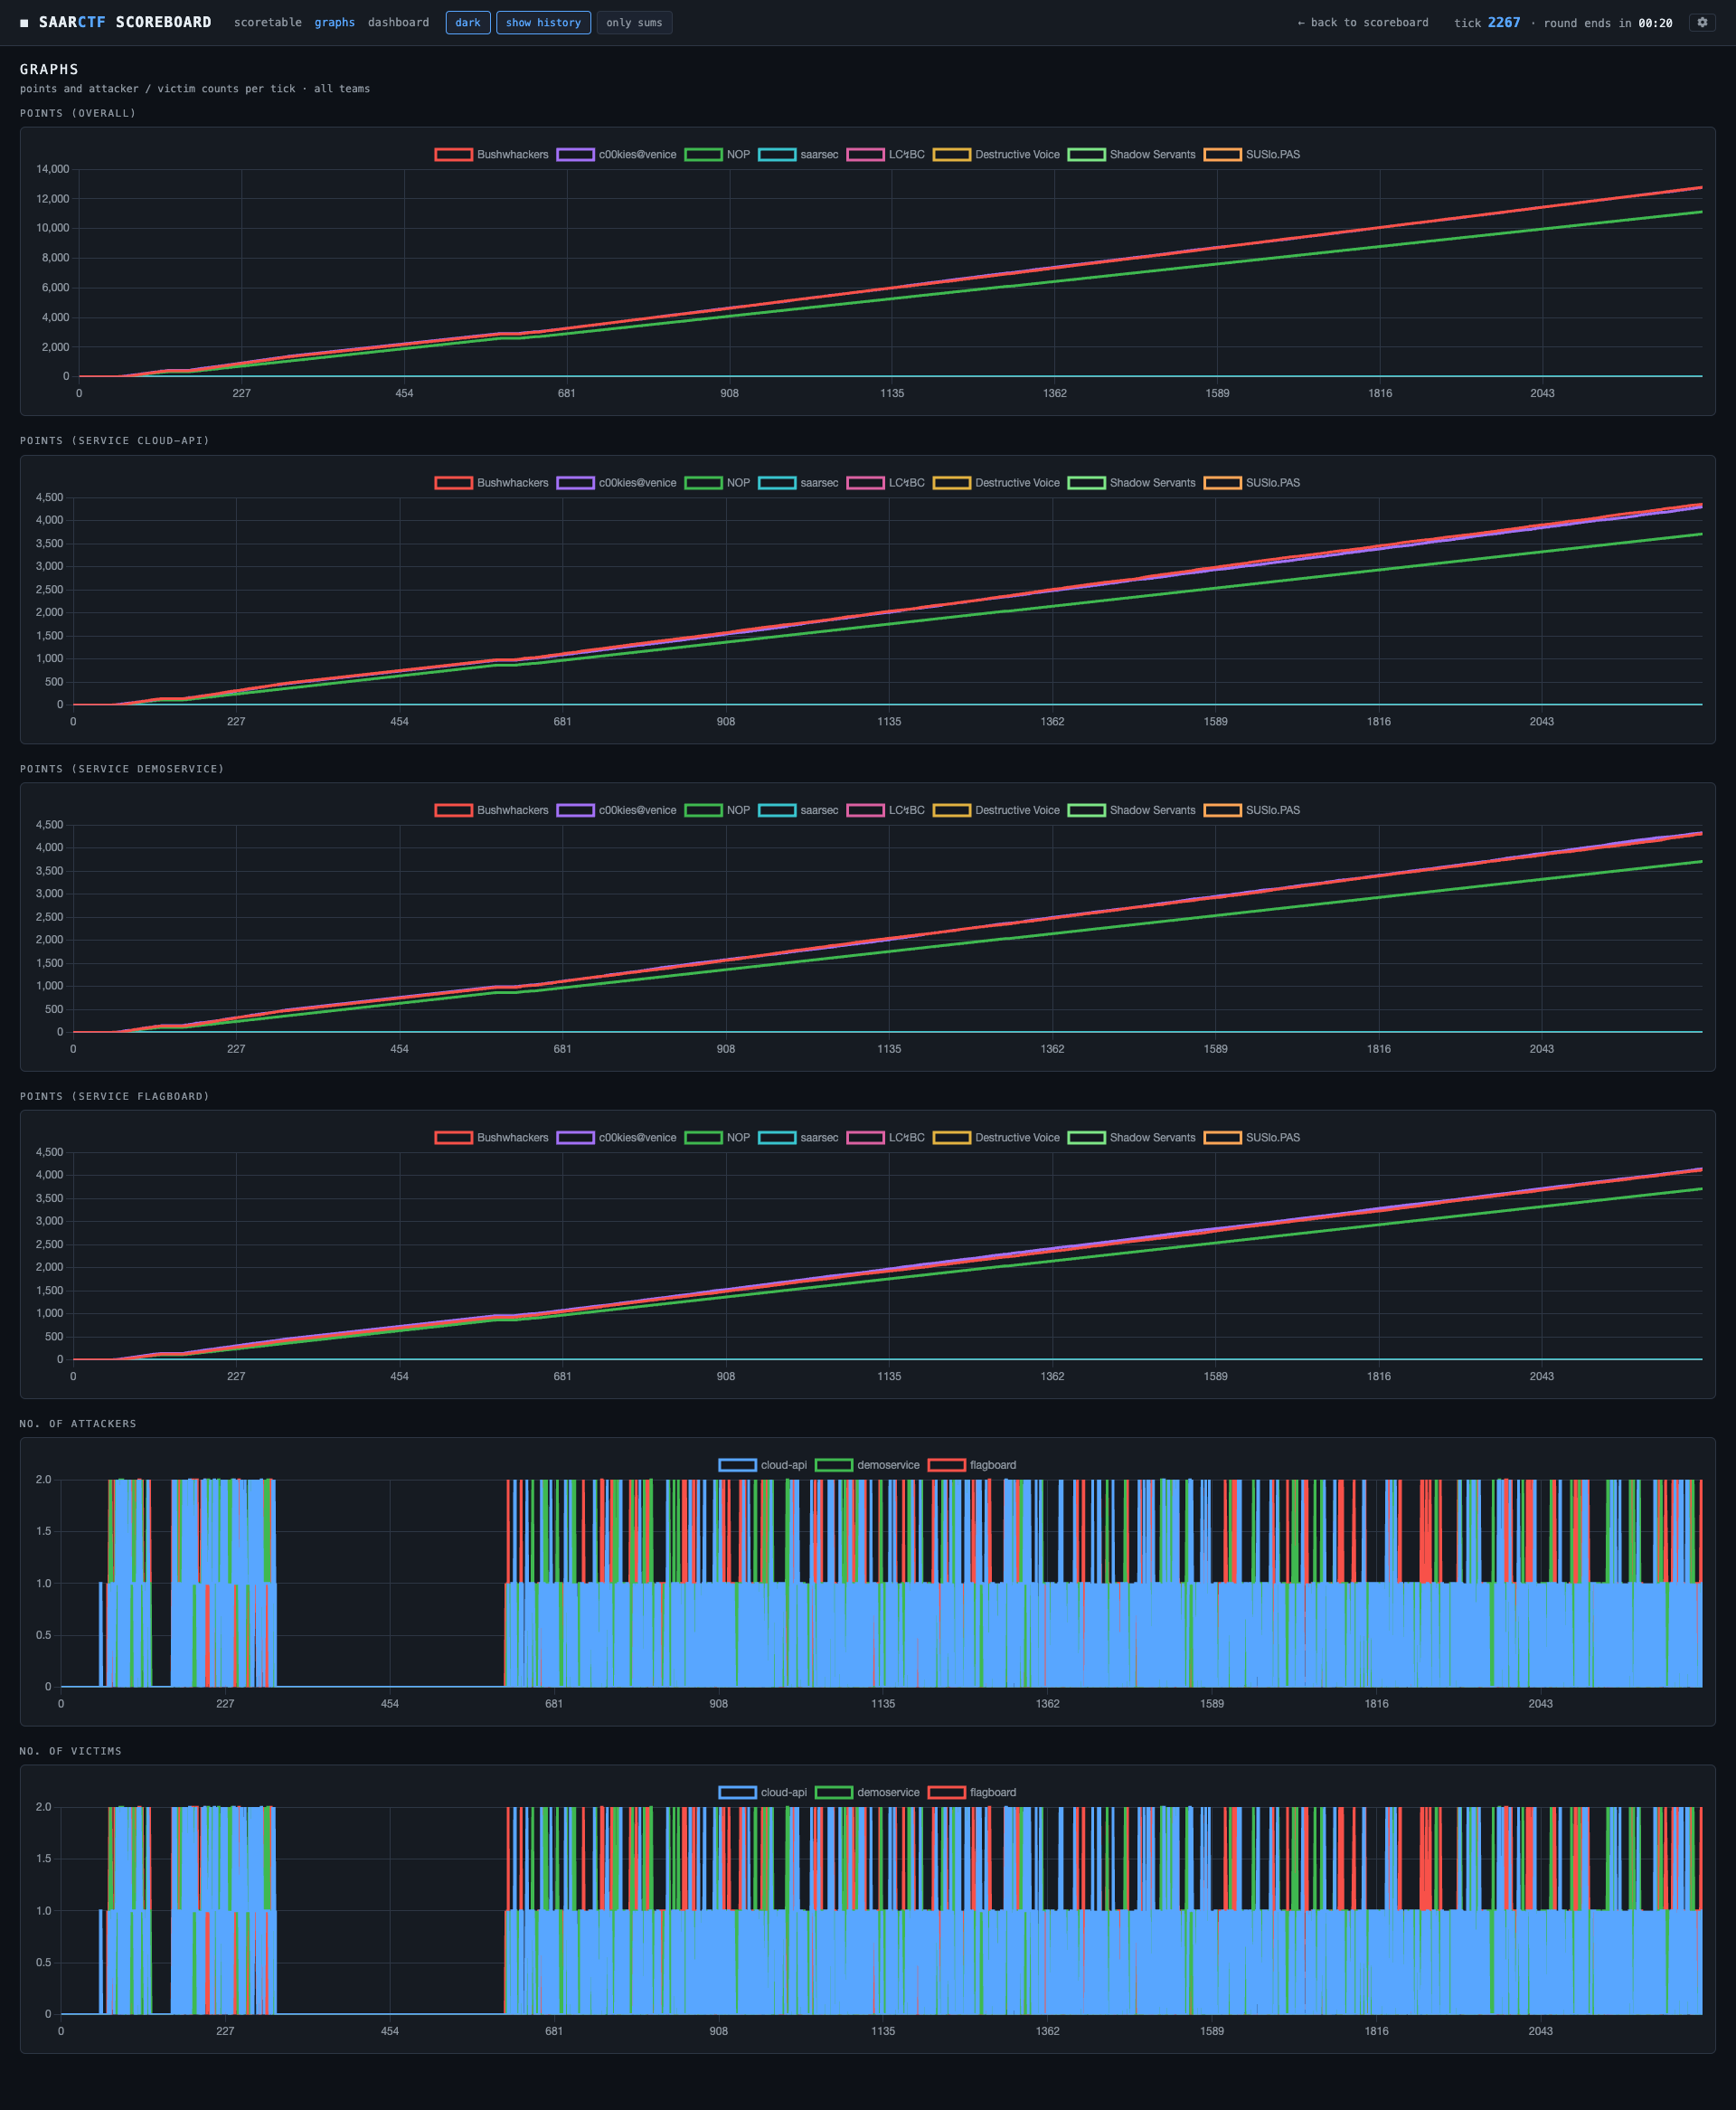 ■ SAARCTF SCOREBOARD scoretable graphs dashboard dark show history only sums ← back to scoreboard tick 2267 · round ends in 00:20
GRAPHS
points and attacker / victim counts per tick · all teams
POINTS (OVERALL)
Bushwhackers c00kies@venice NOP saarsec LC↯BC Destructive Voice Shadow Servants SUSlo.PAS
14,000
12,000
10,000
8,000
6,000
4,000
2,000
0
0 227 454 681 908 1135 1362 1589 1816 2043
POINTS (SERVICE CLOUD-API)
Bushwhackers c00kies@venice NOP saarsec LC↯BC Destructive Voice Shadow Servants SUSlo.PAS
4,500
4,000
3,500
3,000
2,500
2,000
1,500
1,000
500
0
0 227 454 681 908 1135 1362 1589 1816 2043
POINTS (SERVICE DEMOSERVICE)
Bushwhackers c00kies@venice NOP saarsec LC↯BC Destructive Voice Shadow Servants SUSlo.PAS
4,500
4,000
3,500
3,000
2,500
2,000
1,500
1,000
500
0
0 227 454 681 908 1135 1362 1589 1816 2043
POINTS (SERVICE FLAGBOARD)
Bushwhackers c00kies@venice NOP saarsec LC↯BC Destructive Voice Shadow Servants SUSlo.PAS
4,500
4,000
3,500
3,000
2,500
2,000
1,500
1,000
500
0
0 227 454 681 908 1135 1362 1589 1816 2043
NO. OF ATTACKERS
cloud-api demoservice flagboard
2.0
1.5
1.0
0.5
0
0 227 454 681 908 1135 1362 1589 1816 2043
NO. OF VICTIMS
cloud-api demoservice flagboard
2.0
1.5
1.0
0.5
0
0 227 454 681 908 1135 1362 1589 1816 2043